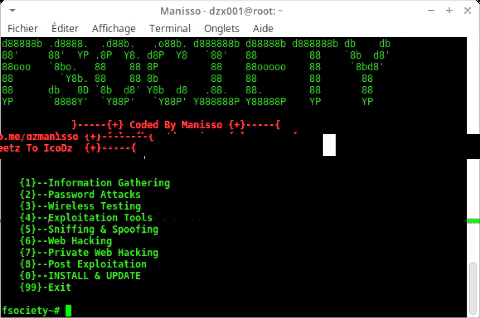 Manisso - dzx001@root: ~
Fichier Éditer Affichage Terminal Onglets Aide
d88888b .d8888. .d88b. .o88b. d888888b d88888b d888888b db    db
88'     88' YP .8P Y8. d8P Y8 `88' 88' `88' `8b d8'
88ooo `8bo. 88 88 8P 88 88ooooo 88 `8bd8'
88 `Y8b. 88 88 8b 88 88 88 88
88 db 8D `8b d8' Y8b d8 .88. 88. 88 88
YP `8888Y' `Y88P' `Y88P' Y888888P Y88888P YP YP
}-----{+} Coded By Manisso {+}-----{
o.me/dzmanisso {+}-----{
eetz To IcoDz {+}-----{
{1}--Information Gathering
{2}--Password Attacks
{3}--Wireless Testing
{4}--Exploitation Tools
{5}--Sniffing & Spoofing
{6}--Web Hacking
{7}--Private Web Hacking
{8}--Post Exploitation
{0}--INSTALL & UPDATE
{99}-Exit
fsociety~#